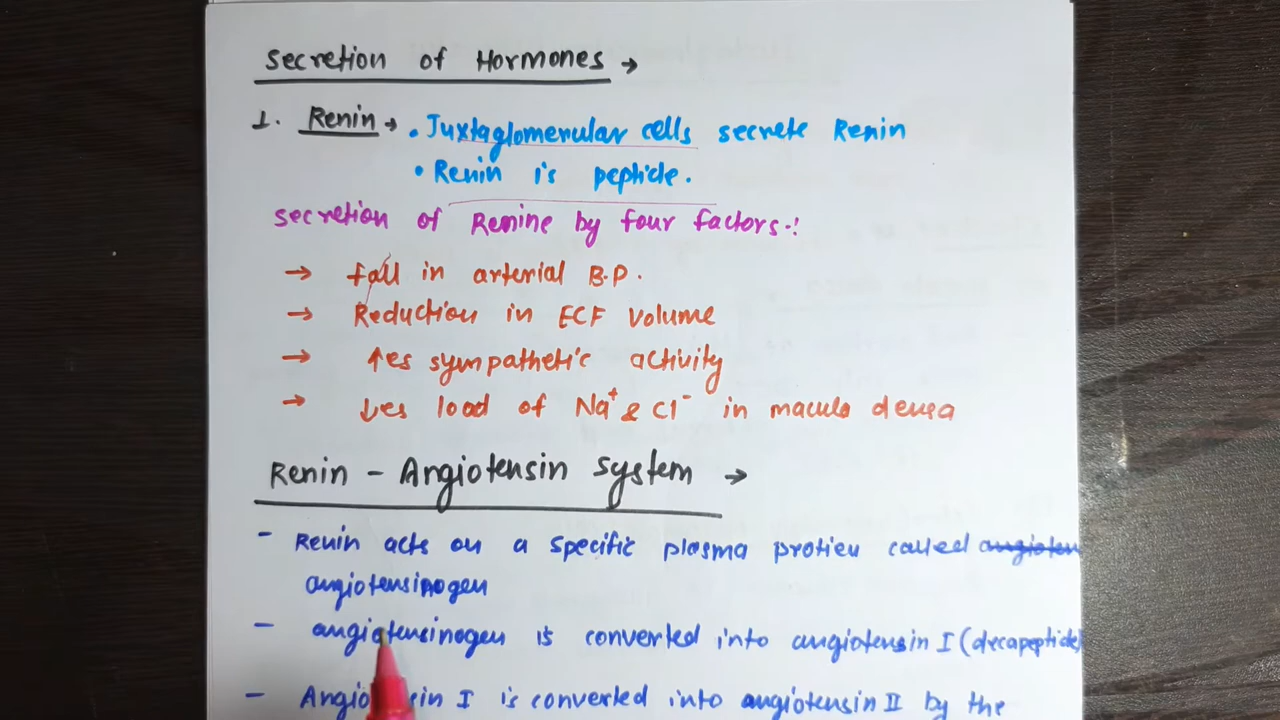 Secretion of Hormones →
1. Renin → • Juxtaglomerular cells secrete Renin
• Renin is peptide.
Secretion of Renine by four factors :
→ fall in arterial B.P.
→ Reduction in ECF volume
→ ↑es sympathetic activity
→ ↓es load of Na⁺ & Cl⁻ in macula densa
Renin - Angiotensin system →
- Renin acts on a specific plasma protien called angioten
angiotensinogen
- angiotensinogen is converted into angiotensin I (decapeptide)
- Angiotensin I is converted into angiotensin II by the